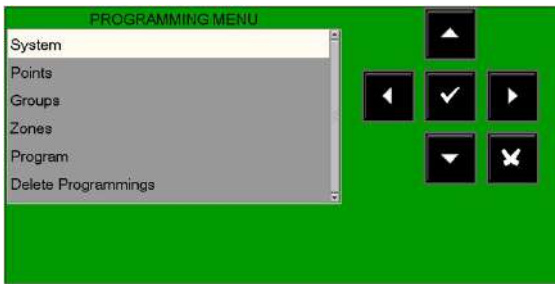 PROGRAMMING MENU
System
Points
Groups
Zones
Program
Delete Programmings